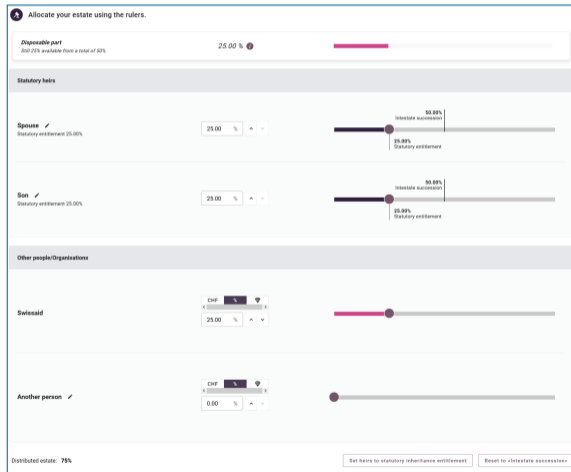 Allocate your estate using the rulers.
Disposable part
Still 25% available from a total of 50%
25.00 %
Statutory heirs
Spouse
Statutory entitlement 25.00%
25.00 %
50.00%
Intestate succession
25.00%
Statutory entitlement
Son
Statutory entitlement 25.00%
25.00 %
50.00%
Intestate succession
25.00%
Statutory entitlement
Other people/Organisations
Swissaid
CHF %
25.00 %
Another person
CHF %
0.00 %
Distributed estate: 75%
Set heirs to statutory inheritance entitlement
Reset to «Intestate succession»